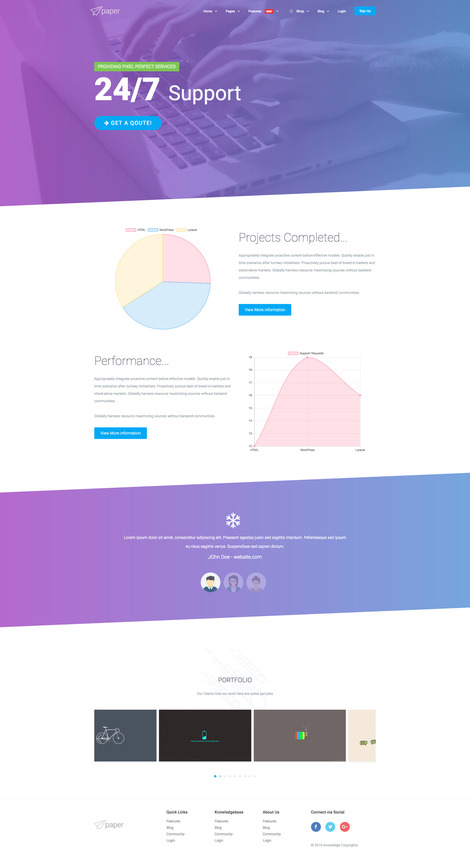 paper
Home
Pages
Features
Shop
Blog
Login
Sign Up
PROVIDING PIXEL PERFECT SERVICES
24/7 Support
GET A QOUTE!
HTML
WordPress
Laravel
Projects Completed...
Appropriately integrate proactive content before effective models. Quickly enable just in
time scenarios after turnkey mindshare. Proactively pursue best-of-breed e-markets and
stand-alone markets. Globally harness resource maximizing sources without backend
communities.
Globally harness resource maximizing sources without backend communities.
View More Information
Performance...
Appropriately integrate proactive content before effective models. Quickly enable just in
time scenarios after turnkey mindshare. Proactively pursue best-of-breed e-markets and
stand-alone markets. Globally harness resource maximizing sources without backend
communities.
Globally harness resource maximizing sources without backend communities.
View More Information
Support Requests
HTML
WordPress
Laravel
Lorem ipsum dolor sit amet, consectetur adipiscing elit. Praesent egestas justo sed sagittis interdum. Pellentesque sed ipsum
eu risus sagittis varius. Suspendisse sed sapien dictum.
JOhn Doe - website.com
PORTFOLIO
Our Clients love our work Here are some samples
paper
Quick Links
Features
Blog
Community
Login
Knowledgebase
Features
Blog
Community
Login
About Us
Features
Blog
Community
Login
Connect via Social
© 2016 Knowledge Copyrights